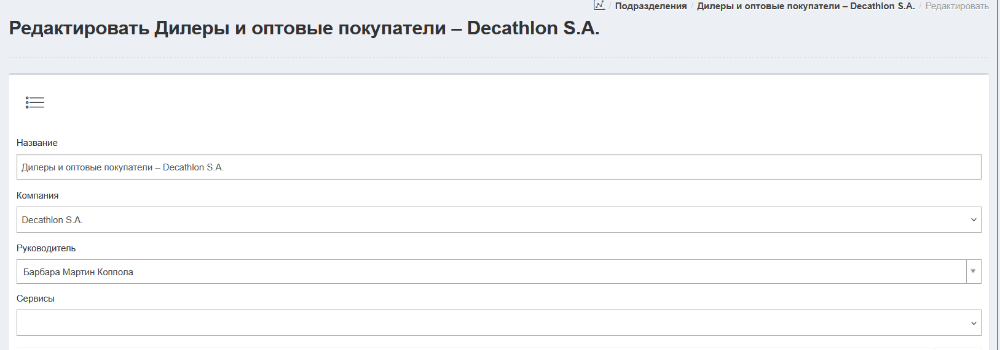 / Подразделения / Дилеры и оптовые покупатели – Decathlon S.A. / Редактировать
Редактировать Дилеры и оптовые покупатели – Decathlon S.A.
Название
Дилеры и оптовые покупатели – Decathlon S.A.
Компания
Decathlon S.A.
Руководитель
Барбара Мартин Коппола
Сервисы